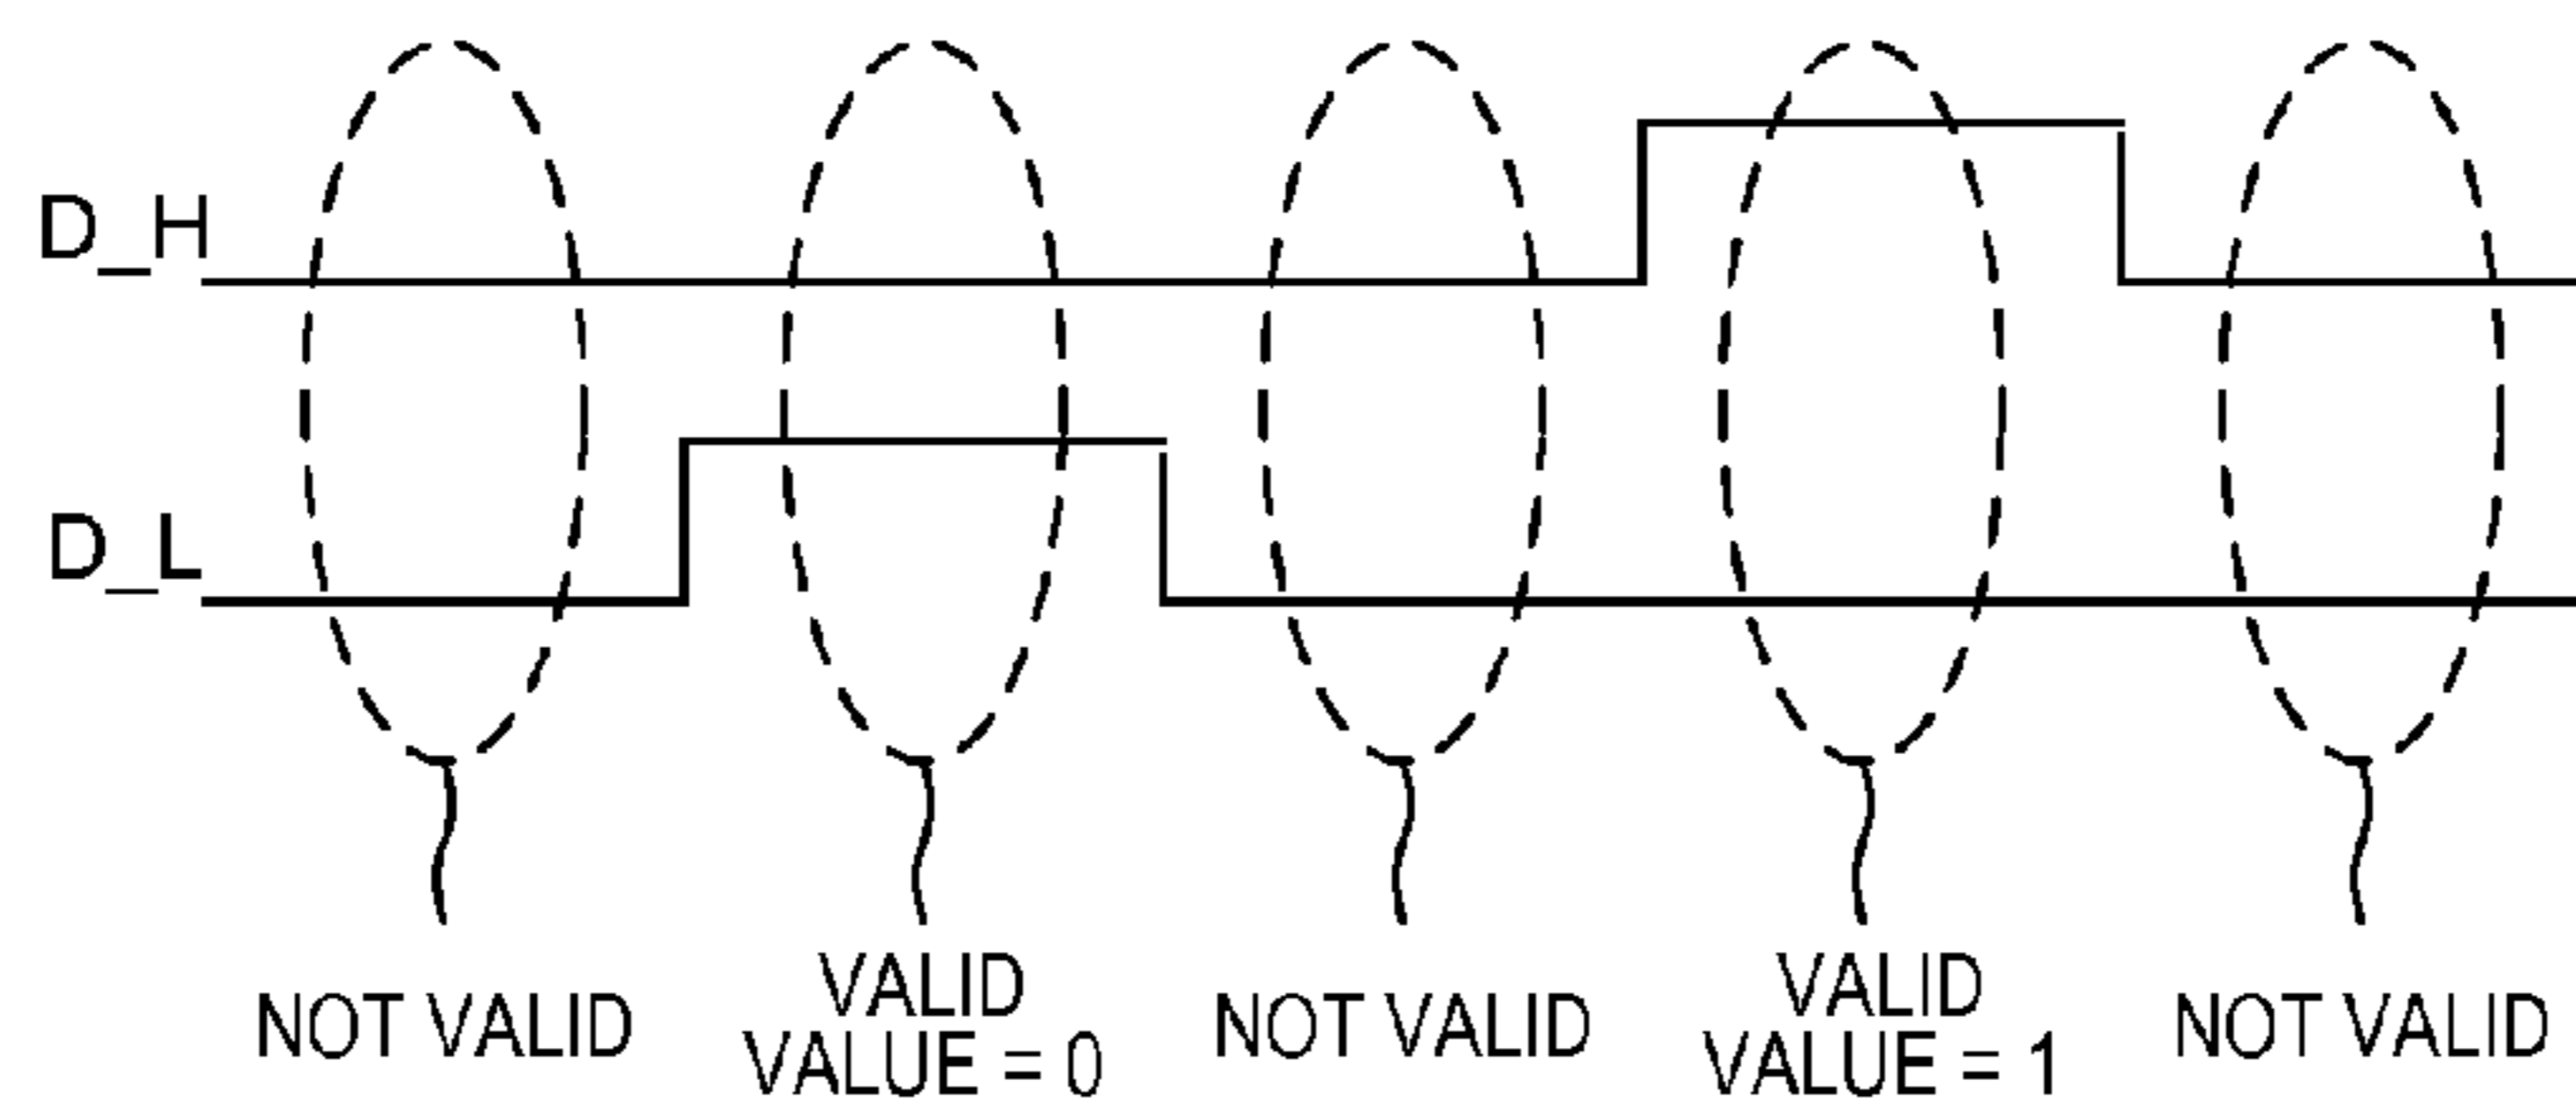 D_H
D_L
NOT VALID
VALID
VALUE = 0
NOT VALID
VALID
VALUE = 1
NOT VALID